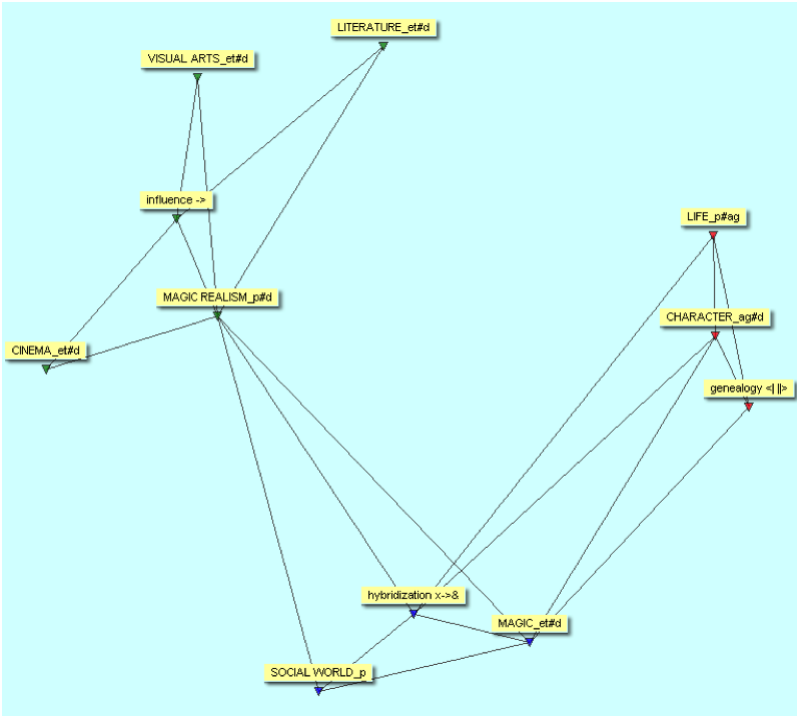 LITERATURE_et#d
VISUAL ARTS_et#d
influence ->
LIFE_p#ag
MAGIC REALISM_p#d
CHARACTER_ag#d
CINEMA_et#d
genealogy <| ||>
hybridization x->&
MAGIC_et#d
SOCIAL WORLD_p